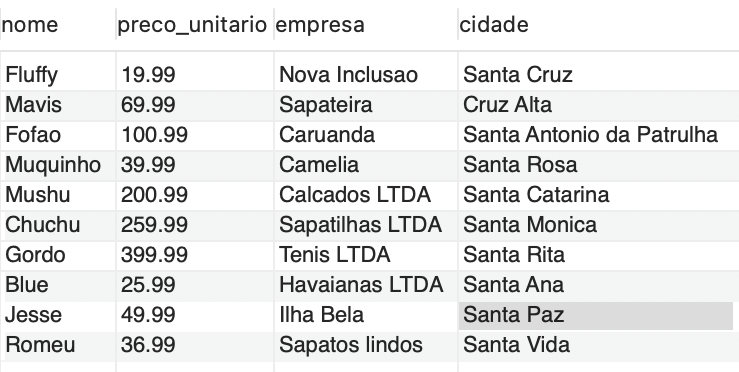 nome preco_unitario empresa cidade
Fluffy 19.99 Nova Inclusao Santa Cruz
Mavis 69.99 Sapateira Cruz Alta
Fofao 100.99 Caruanda Santa Antonio da Patrulha
Muquinho 39.99 Camelia Santa Rosa
Mushu 200.99 Calcados LTDA Santa Catarina
Chuchu 259.99 Sapatilhas LTDA Santa Monica
Gordo 399.99 Tenis LTDA Santa Rita
Blue 25.99 Havaianas LTDA Santa Ana
Jesse 49.99 Ilha Bela Santa Paz
Romeu 36.99 Sapatos lindos Santa Vida